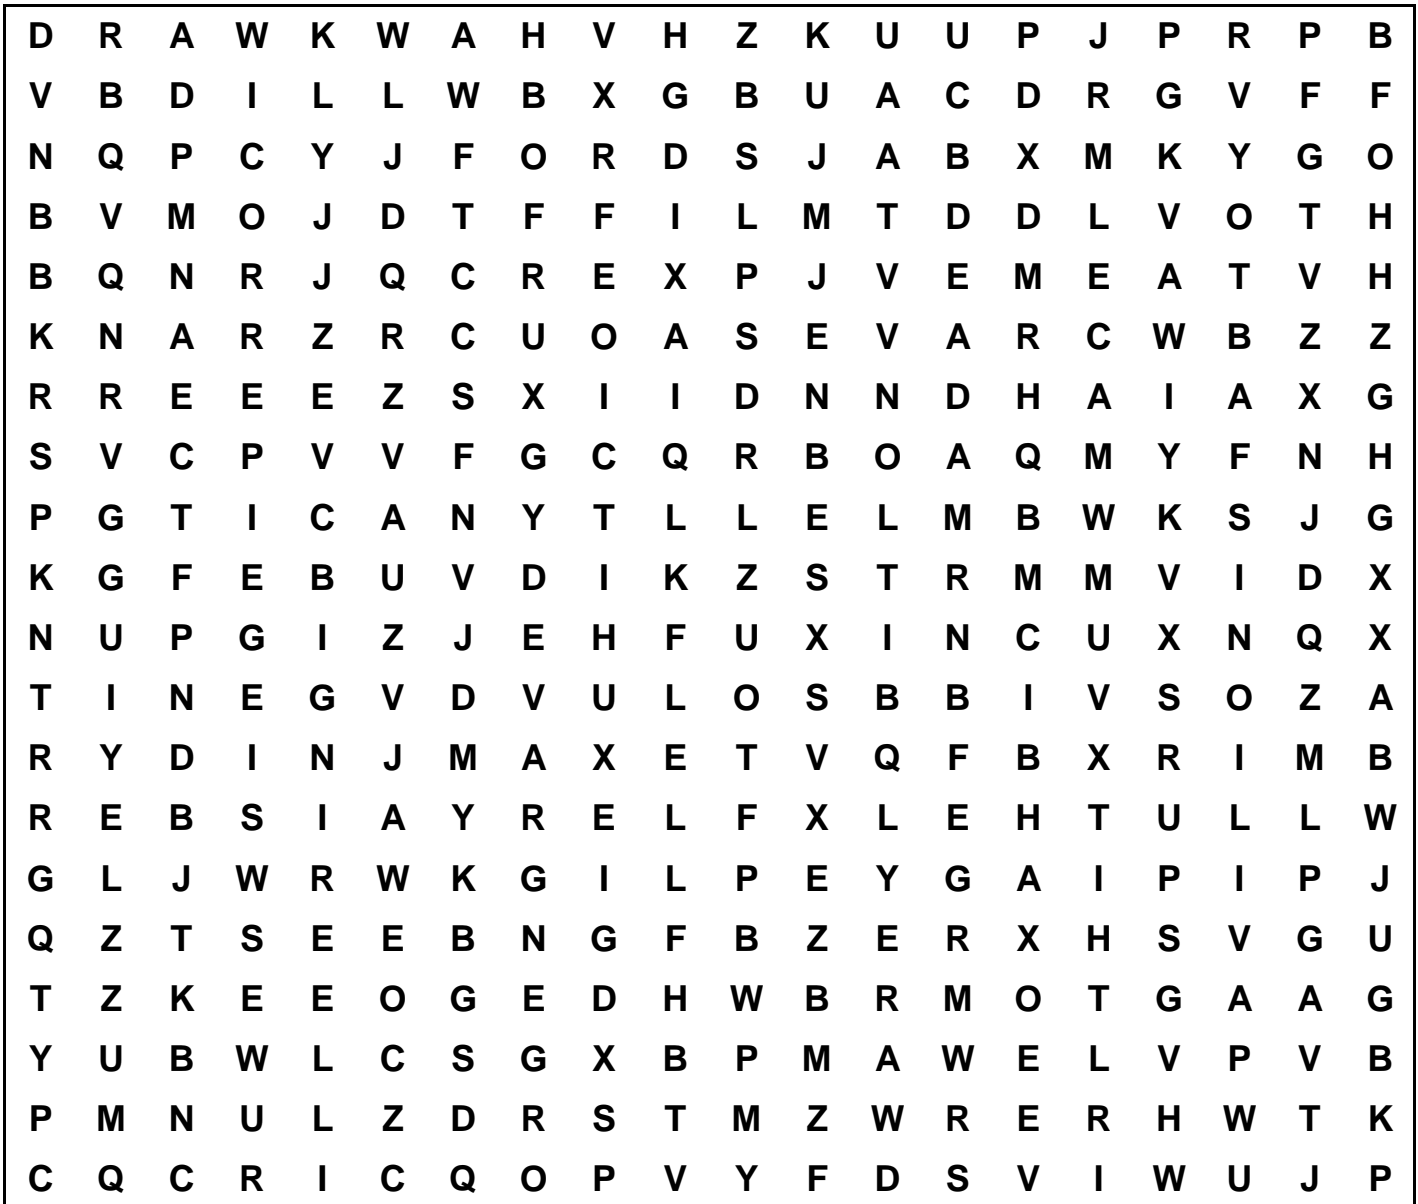 D R A W K W A H V H Z K U U P J P R P B
V B D I L L W B X G B U A C D R G V F F
N Q P C Y J F O R D S J A B X M K Y G O
B V M O J D T F F I L M T D D L V O T H
B Q N R J Q C R E X P J V E M E A T V H
K N A R Z R C U O A S E V A R C W B Z Z
R R E E E Z S X I I D N N D H A I A X G
S V C P V V F G C Q R B O A Q M Y F N H
P G T I C A N Y T L L E L M B W K S J G
K G F E B U V D I K Z S T R M M V I D X
N U P G I Z J E H F U X I N C U X N Q X
T I N E G V D V U L O S B B I V S O Z A
R Y D I N J M A X E T V Q F B X R I M B
R E B S I A Y R E L F X L E H T U L L W
G L J W R W K G I L P E Y G A I P I P J
Q Z T S E E B N G F B Z E R X H S V G U
T Z K E E O G E D H W B R M O T G A A G
Y U B W L C S G X B P M A W E L V P V B
P M N U L Z D R S T M Z W R E R H W T K
C Q C R I C Q O P V Y F D S V I W U J P